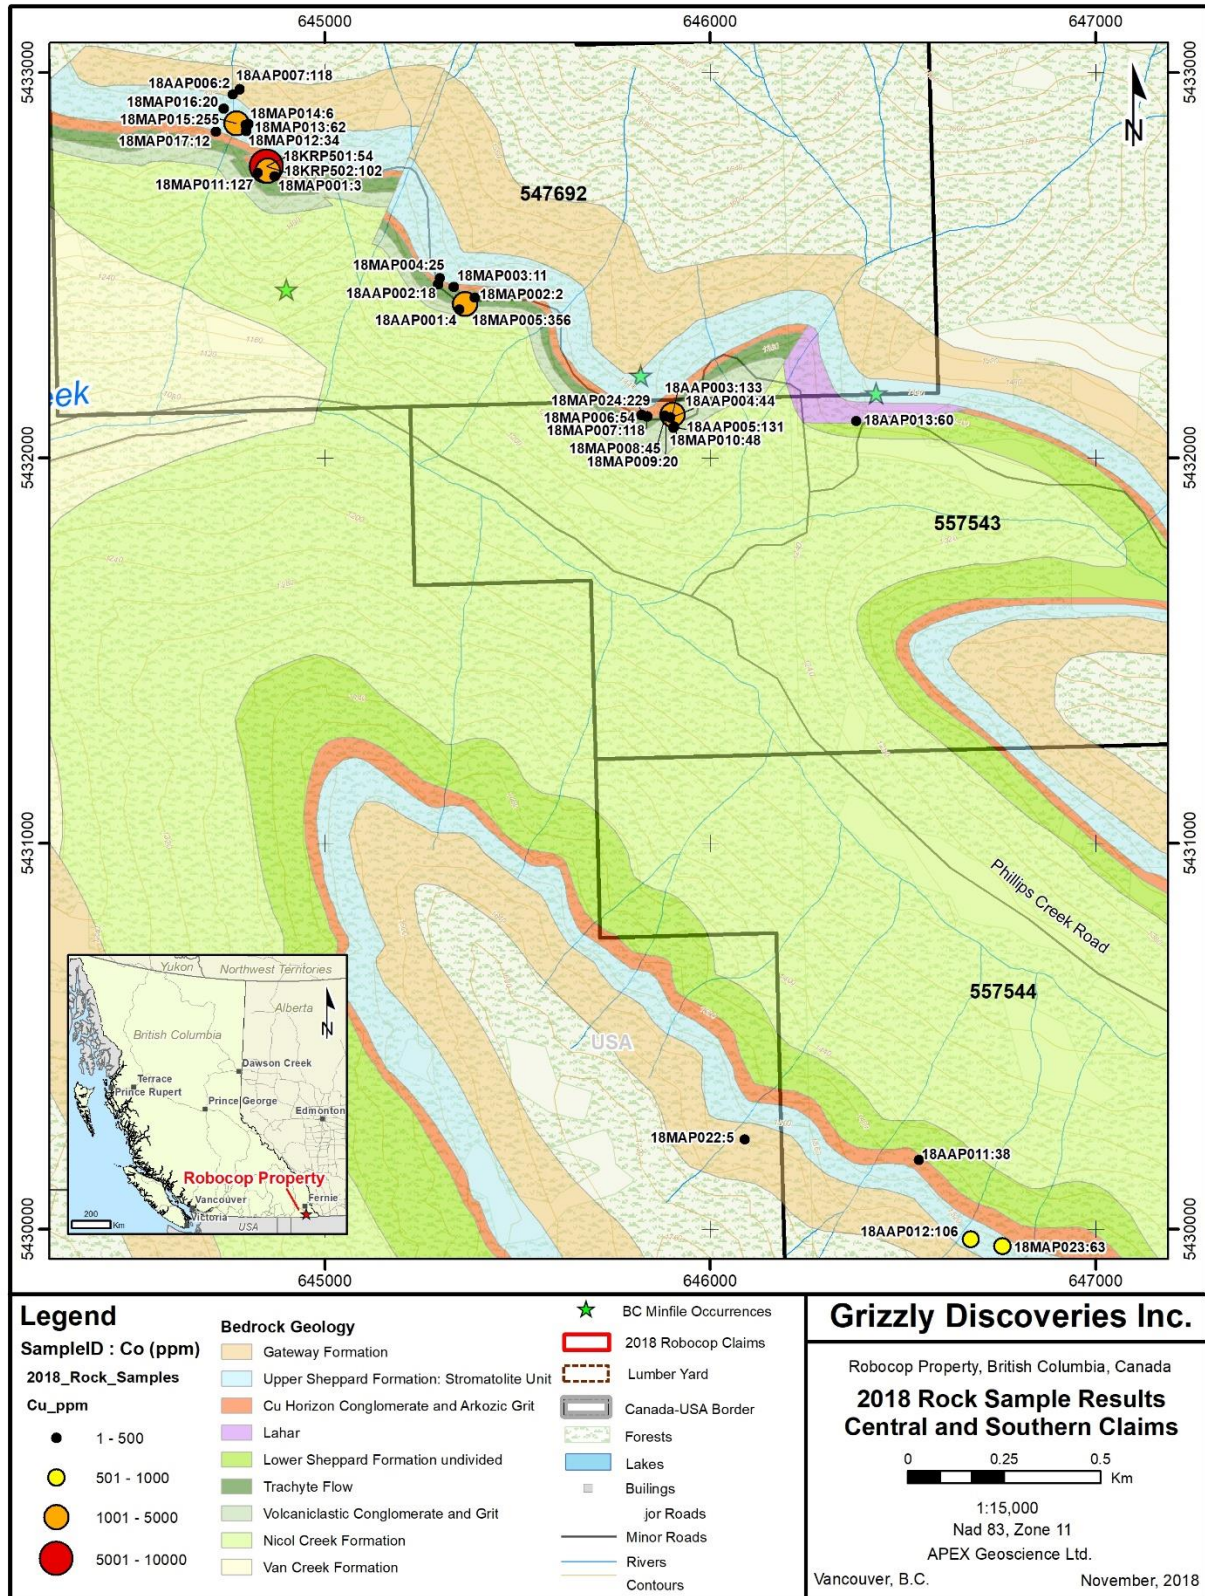 645000
646000
647000
5433000
5433000
18AAP006:2
18AAP007:118
18MAP016:20
18MAP015:255
18MAP014:6
18MAP013:62
18MAP017:12
18MAP012:34
18KRP501:54
18KRP502:102
18MAP011:127
18MAP001:3
547692
18MAP004:25
18MAP003:11
18AAP002:18
18MAP002:2
18AAP001:4
18MAP005:356
eek
18AAP003:133
18MAP024:229
18AAP004:44
18MAP006:54
18AAP005:131
18MAP007:118
18MAP010:48
18MAP008:45
18MAP009:20
18AAP013:60
5432000
5432000
557543
5431000
5431000
Phillips Creek Road
557544
USA
18MAP022:5
18AAP011:38
18AAP012:106
18MAP023:63
5430000
5430000
Yukon
Northwest Territories
Alberta
N
British Columbia
Dawson Creek
Terrace
Prince Rupert
Prince George
Edmonton
Robocop Property
Vancouver
Fernie
Victoria
USA
200
Km
N
645000
646000
647000
Legend
SampleID : Co (ppm)
2018_Rock_Samples
Cu_ppm
1 - 500
501 - 1000
1001 - 5000
5001 - 10000
Bedrock Geology
Gateway Formation
Upper Sheppard Formation: Stromatolite Unit
Cu Horizon Conglomerate and Arkozic Grit
Lahar
Lower Sheppard Formation undivided
Trachyte Flow
Volcaniclastic Conglomerate and Grit
Nicol Creek Formation
Van Creek Formation
BC Minfile Occurrences
2018 Robocop Claims
Lumber Yard
Canada-USA Border
Forests
Lakes
Builings
jor Roads
Minor Roads
Rivers
Contours
Grizzly Discoveries Inc.
Robocop Property, British Columbia, Canada
2018 Rock Sample Results
Central and Southern Claims
0 0.25 0.5
Km
1:15,000
Nad 83, Zone 11
APEX Geoscience Ltd.
Vancouver, B.C. November, 2018